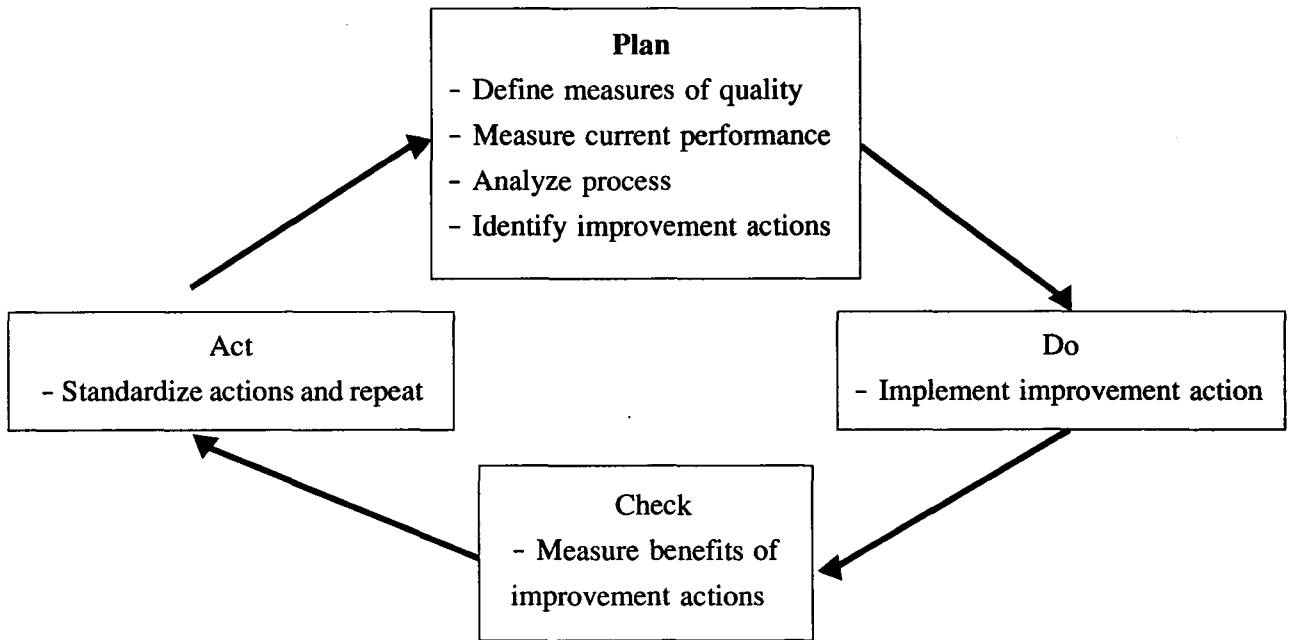 Plan
- Define measures of quality
- Measure current performance
- Analyze process
- Identify improvement actions
Act
- Standardize actions and repeat
Do
- Implement improvement action
Check
- Measure benefits of
improvement actions